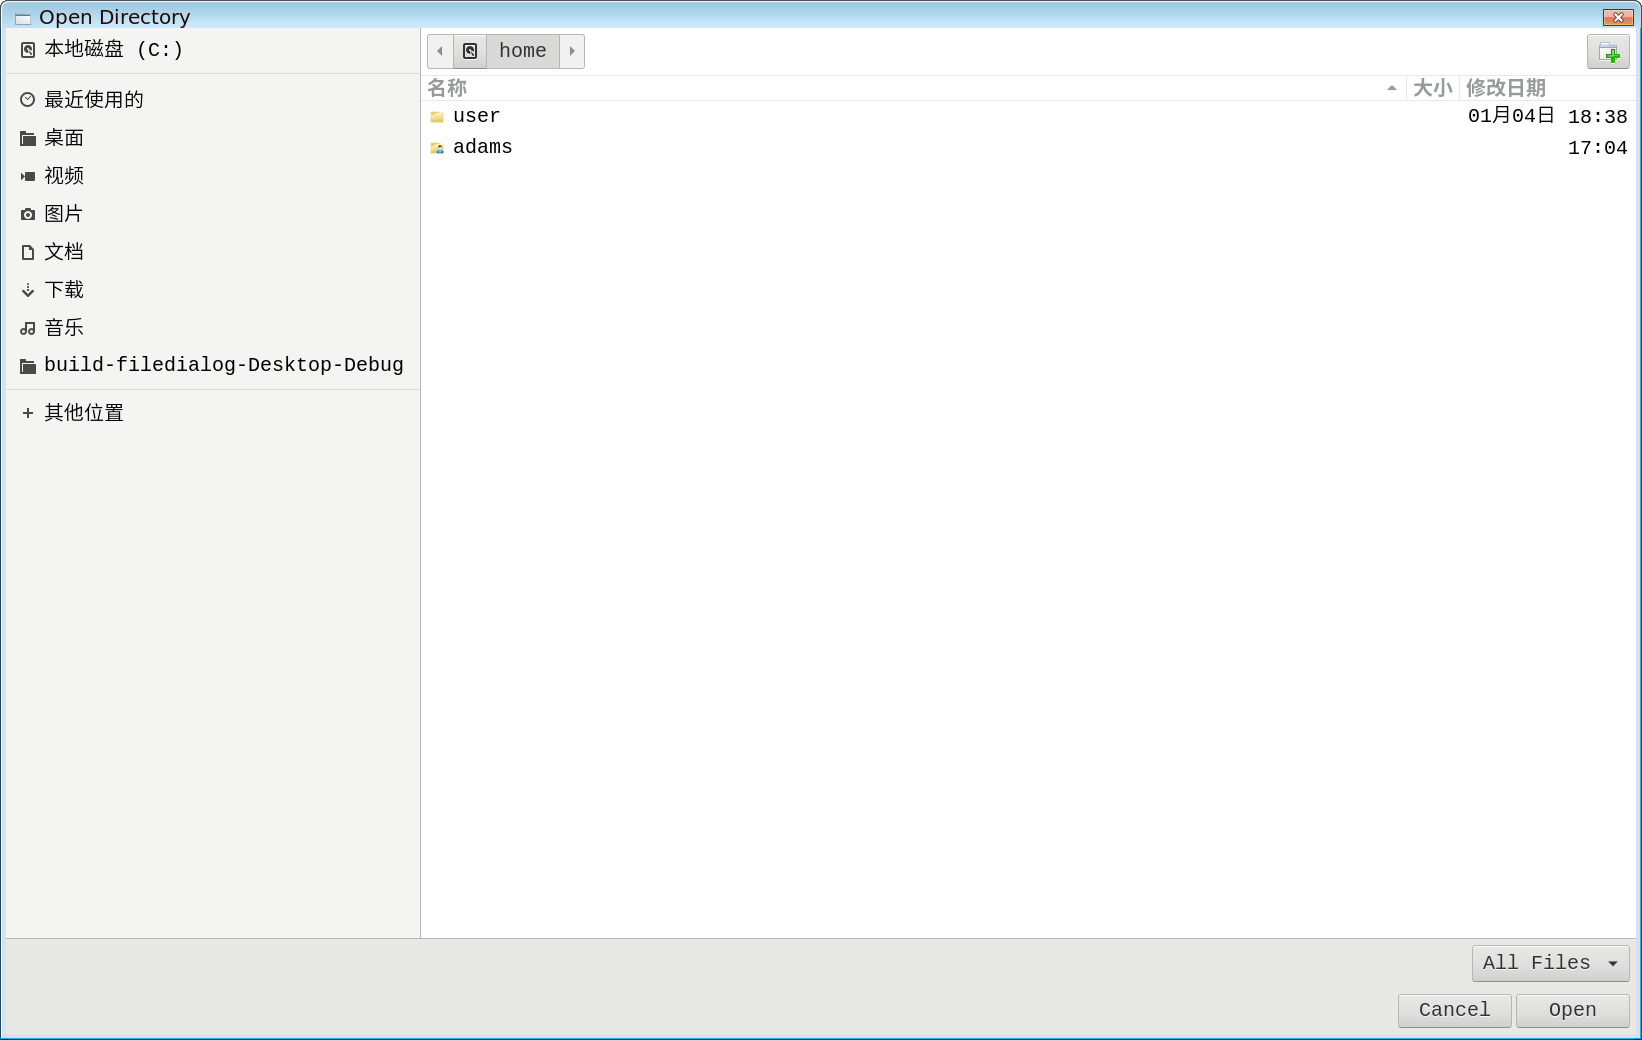 Open Directory
本地磁盘 (C:)
最近使用的
桌面
视频
图片
文档
下载
音乐
build-filedialog-Desktop-Debug
其他位置
home
名称 大小 修改日期
user 01月04日 18:38
adams 17:04
All Files
Cancel Open